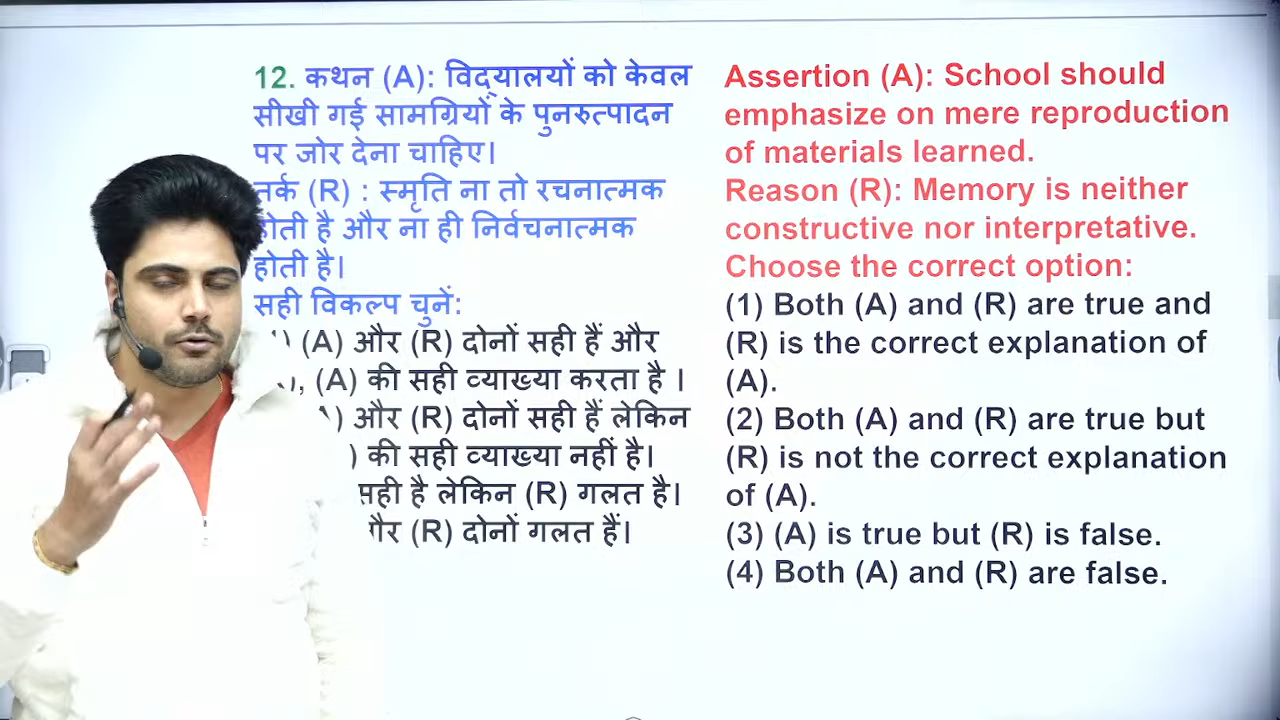 12. कथन (A): विद्यालयों को केवल
सीखी गई सामग्रियों के पुनरुत्पादन
पर जोर देना चाहिए।
तर्क (R) : स्मृति ना तो रचनात्मक
होती है और ना ही निर्वचनात्मक
होती है।
सही विकल्प चुनें:
(A) और (R) दोनों सही हैं और
(A) की सही व्याख्या करता है ।
और (R) दोनों सही हैं लेकिन
की सही व्याख्या नहीं है।
सही है लेकिन (R) गलत है।
और (R) दोनों गलत हैं।
Assertion (A): School should
emphasize on mere reproduction
of materials learned.
Reason (R): Memory is neither
constructive nor interpretative.
Choose the correct option:
(1) Both (A) and (R) are true and
(R) is the correct explanation of
(A).
(2) Both (A) and (R) are true but
(R) is not the correct explanation
of (A).
(3) (A) is true but (R) is false.
(4) Both (A) and (R) are false.